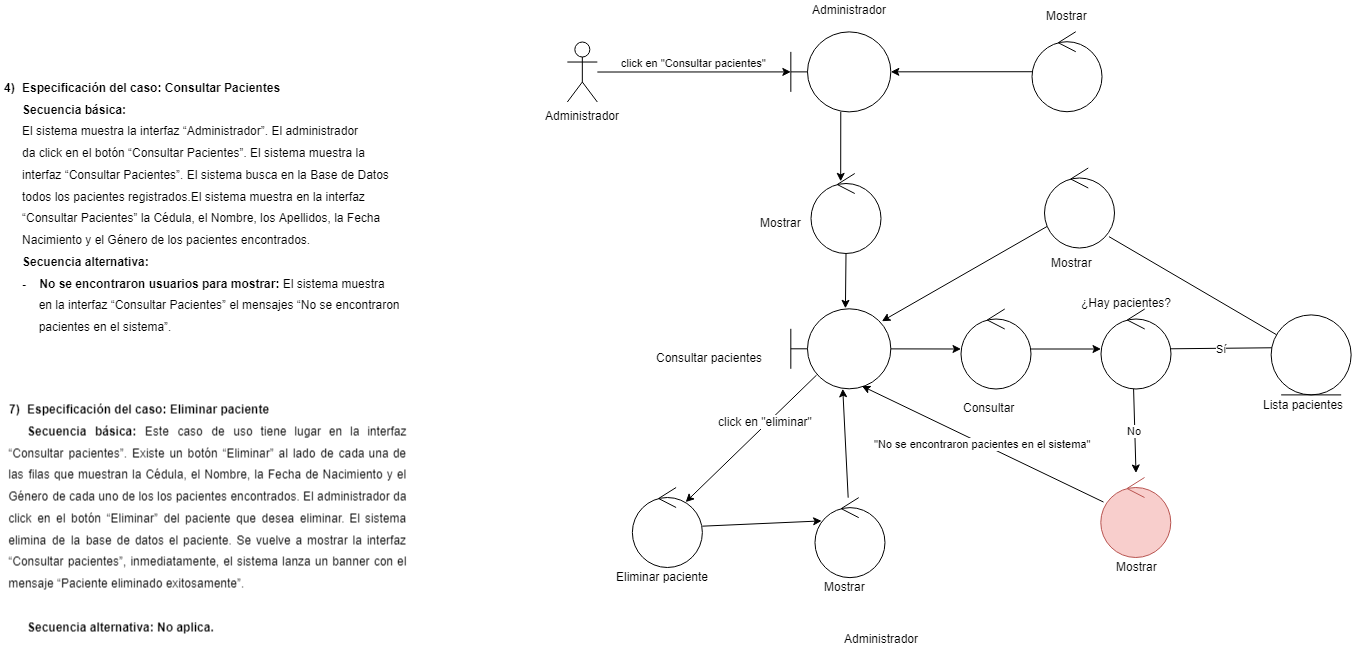 4) Especificación del caso: Consultar Pacientes
Secuencia básica:
El sistema muestra la interfaz “Administrador”. El administrador
da click en el botón “Consultar Pacientes”. El sistema muestra la
interfaz “Consultar Pacientes”. El sistema busca en la Base de Datos
todos los pacientes registrados.El sistema muestra en la interfaz
“Consultar Pacientes” la Cédula, el Nombre, los Apellidos, la Fecha
Nacimiento y el Género de los pacientes encontrados.
Secuencia alternativa:
- No se encontraron usuarios para mostrar: El sistema muestra
en la interfaz “Consultar Pacientes” el mensajes “No se encontraron
pacientes en el sistema”.
7) Especificación del caso: Eliminar paciente
Secuencia básica: Este caso de uso tiene lugar en la interfaz
“Consultar pacientes”. Existe un botón “Eliminar” al lado de cada una de
las filas que muestran la Cédula, el Nombre, la Fecha de Nacimiento y el
Género de cada uno de los los pacientes encontrados. El administrador da
click en el botón “Eliminar” del paciente que desea eliminar. El sistema
elimina de la base de datos el paciente. Se vuelve a mostrar la interfaz
“Consultar pacientes”, inmediatamente, el sistema lanza un banner con el
mensaje “Paciente eliminado exitosamente”.
Secuencia alternativa: No aplica.
Administrador
Mostrar
click en "Consultar pacientes"
Administrador
Mostrar
Mostrar
¿Hay pacientes?
Consultar pacientes
Sí
Consultar
Lista pacientes
click en "eliminar"
No
"No se encontraron pacientes en el sistema"
Eliminar paciente
Mostrar
Mostrar
Administrador